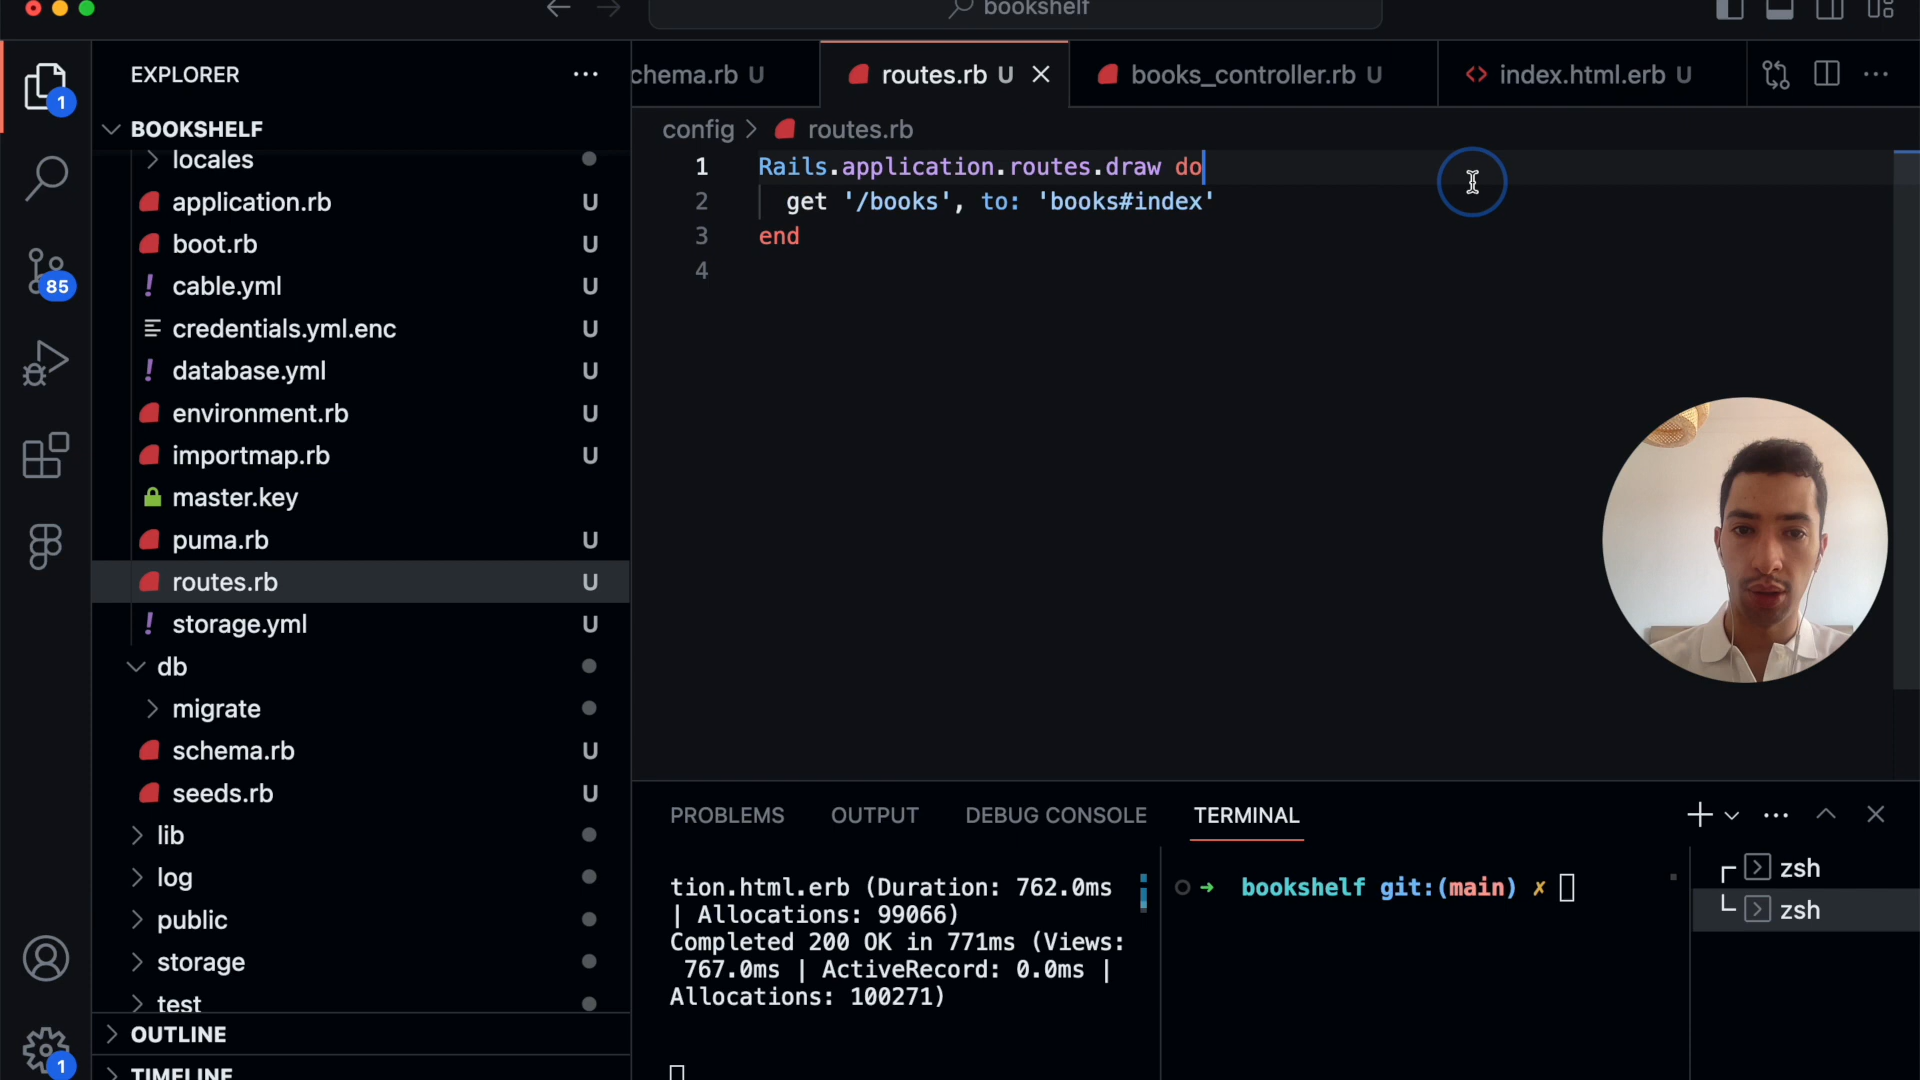 bookshelf
EXPLORER
BOOKSHELF
locales
application.rb U
boot.rb U
! cable.yml U
credentials.yml.enc U
! database.yml U
environment.rb U
importmap.rb U
master.key
puma.rb U
routes.rb U
! storage.yml U
db
migrate
schema.rb U
seeds.rb U
lib
log
public
storage
test
OUTLINE
TIMELINE
1
85
1
chema.rb U
routes.rb U
books_controller.rb U
index.html.erb U
config > routes.rb
1 Rails.application.routes.draw do
2 get '/books', to: 'books#index'
3 end
4
PROBLEMS OUTPUT DEBUG CONSOLE TERMINAL
tion.html.erb (Duration: 762.0ms
| Allocations: 99066)
Completed 200 OK in 771ms (Views:
767.0ms | ActiveRecord: 0.0ms |
Allocations: 100271)
➜ bookshelf git:(main) ✗
zsh
zsh